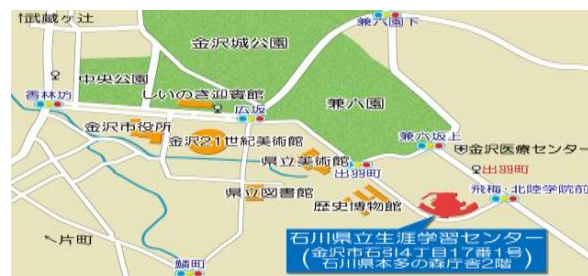 ↑武蔵ヶ辻
兼六園下
金沢城公園
中央公園
しいのき迎賓館
香林坊
広坂
兼六園
金沢市役所
金沢21世紀美術館
兼六坂上
金沢医療センター
県立美術館
出羽町
出羽町
県立図書館
歴史博物館
飛梅、北陸学院前
←片町
鱗町
石川県立生涯学習センター
(金沢市石引4丁目17番1号
石川県本多の森庁舎2階)